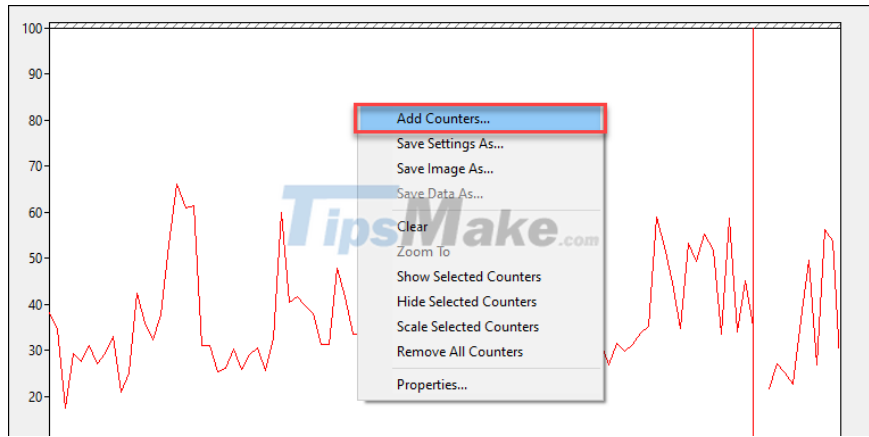 100
90
80
70
60
50
40
30
20
Add Counters...
Save Settings As...
Save Image As...
Save Data As...
TipsMake.com
Clear
Zoom To
Show Selected Counters
Hide Selected Counters
Scale Selected Counters
Remove All Counters
Properties...